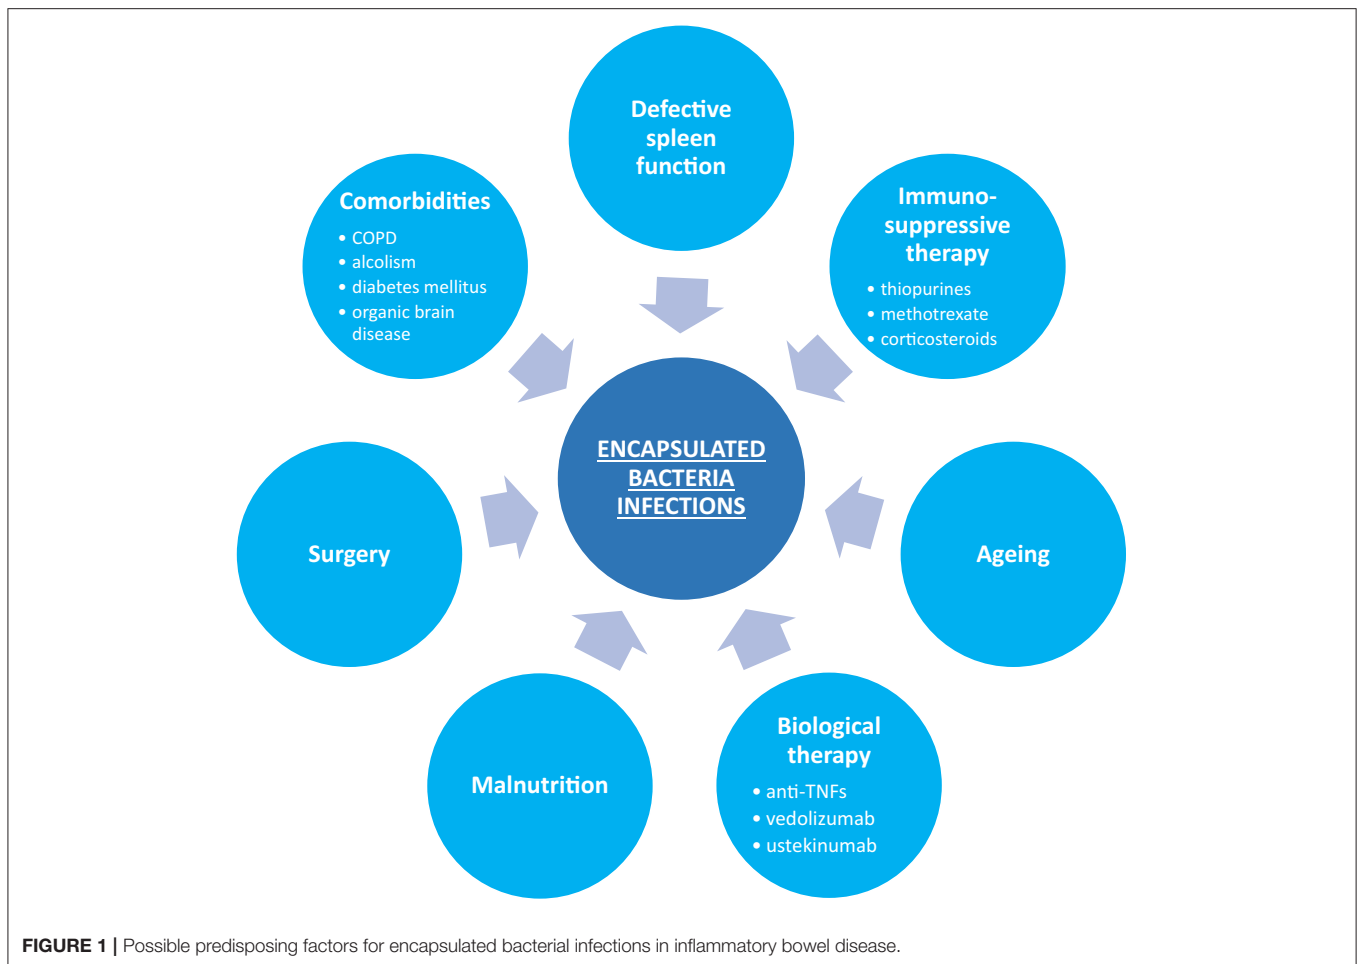 Defective
spleen
function
Comorbidities
• COPD
• alcolism
• diabetes mellitus
• organic brain
disease
Immuno-
suppressive
therapy
• thiopurines
• methotrexate
• corticosteroids
ENCAPSULATED
BACTERIA
INFECTIONS
Surgery
Ageing
Malnutrition
Biological
therapy
• anti-TNFs
• vedolizumab
• ustekinumab
FIGURE 1 | Possible predisposing factors for encapsulated bacterial infections in inflammatory bowel disease.